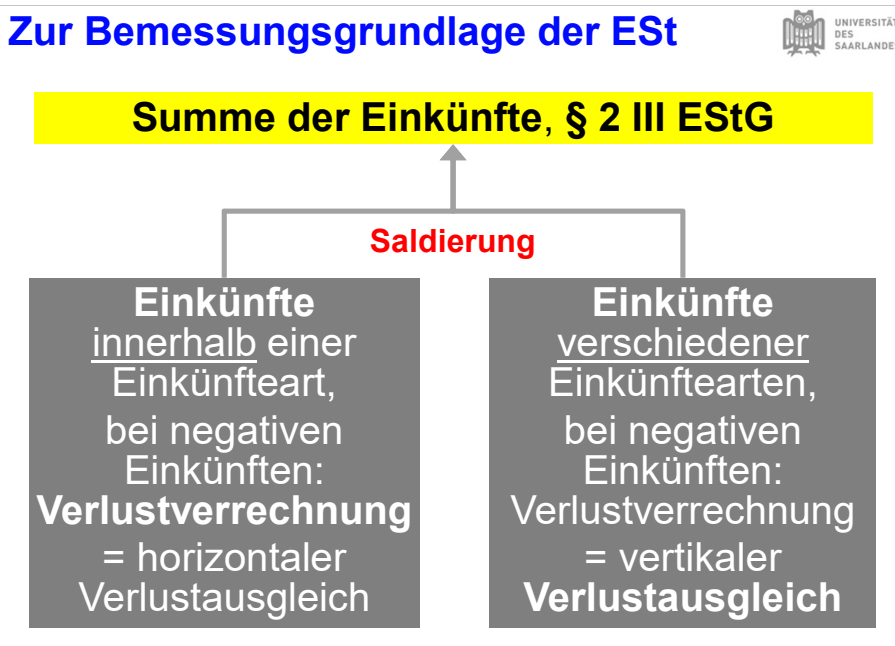 Zur Bemessungsgrundlage der ESt
UNIVERSITÄT
DES
SAARLANDES
Summe der Einkünfte, § 2 III EStG
Saldierung
Einkünfte
innerhalb einer
Einkünfteart,
bei negativen
Einkünften:
Verlustverrechnung
= horizontaler
Verlustausgleich
Einkünfte
verschiedener
Einkünftearten,
bei negativen
Einkünften:
Verlustverrechnung
= vertikaler
Verlustausgleich